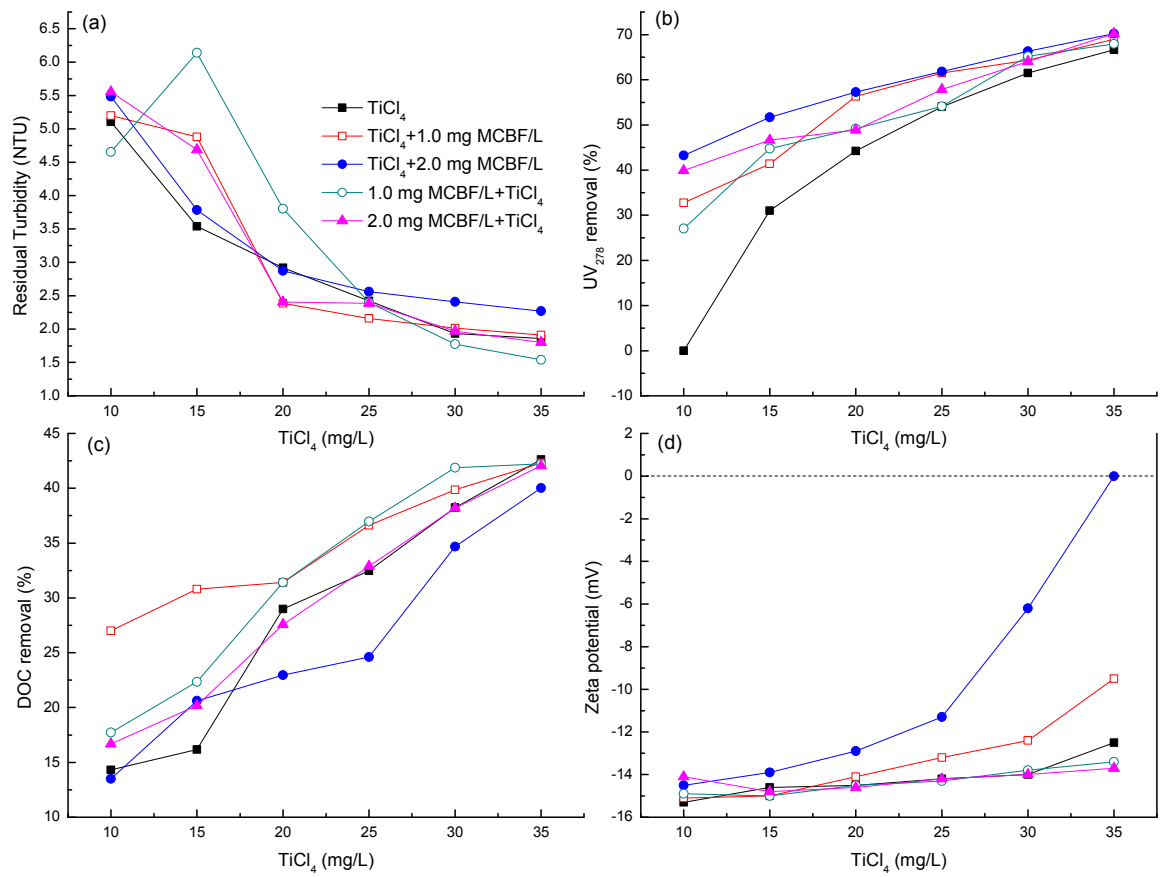 (a)
6.5
6.0
5.5
5.0
4.5
4.0
3.5
3.0
2.5
2.0
1.5
1.0
Residual Turbidity (NTU)
TiCl₄
TiCl₄+1.0 mg MCBF/L
TiCl₄+2.0 mg MCBF/L
1.0 mg MCBF/L+TiCl₄
2.0 mg MCBF/L+TiCl₄
10 15 20 25 30 35
TiCl₄ (mg/L)
(b)
70
60
50
40
30
20
10
0
-10
UV₂₇₈ removal (%)
10 15 20 25 30 35
TiCl₄ (mg/L)
(c)
45
40
35
30
25
20
15
10
DOC removal (%)
10 15 20 25 30 35
TiCl₄ (mg/L)
(d)
2
0
-2
-4
-6
-8
-10
-12
-14
-16
Zeta potential (mV)
10 15 20 25 30 35
TiCl₄ (mg/L)